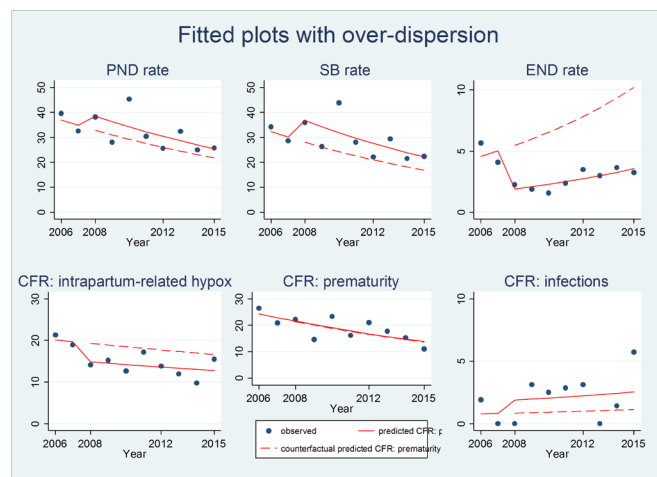 Fitted plots with over-dispersion
PND rate
SB rate
END rate
50
40
30
20
10
0
2006 2008 2012 2015
Year
50
40
30
20
10
0
2006 2008 2012 2015
Year
10
5
0
2006 2008 2012 2015
Year
CFR: intrapartum-related hypox
CFR: prematurity
CFR: infections
30
20
10
0
2006 2008 2012 2015
Year
30
20
10
0
2006 2008 2012 2015
Year
10
5
0
2006 2008 2012 2015
Year
observed
predicted CFR: p
counterfactual predicted CFR: prematurity